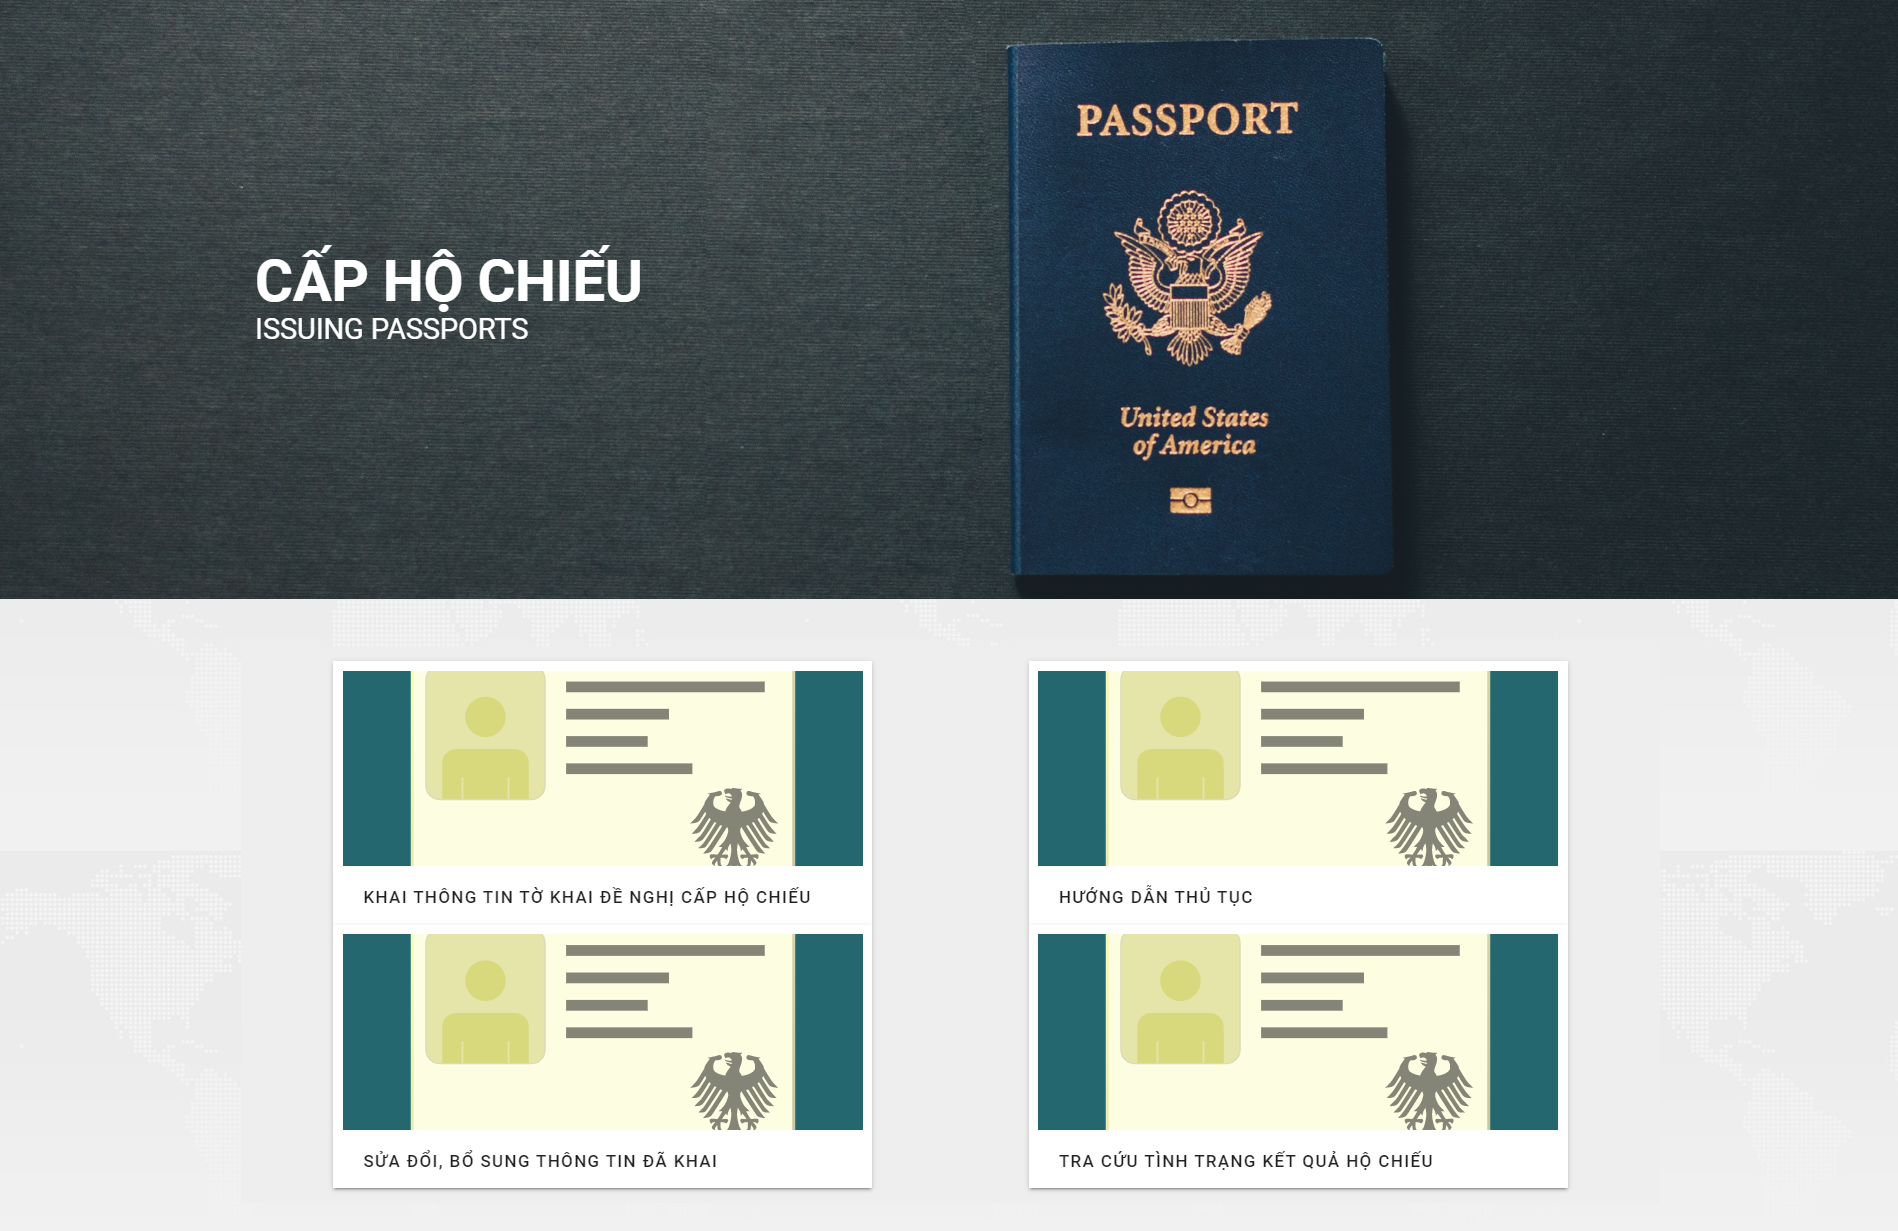 PASSPORT
CẤP HỘ CHIẾU
ISSUING PASSPORTS
United States
of America
KHAI THÔNG TIN TỜ KHAI ĐỀ NGHỊ CẤP HỘ CHIẾU
HƯỚNG DẪN THỦ TỤC
SỬA ĐỔI, BỔ SUNG THÔNG TIN ĐÃ KHAI
TRA CỨU TÌNH TRẠNG KẾT QUẢ HỘ CHIẾU